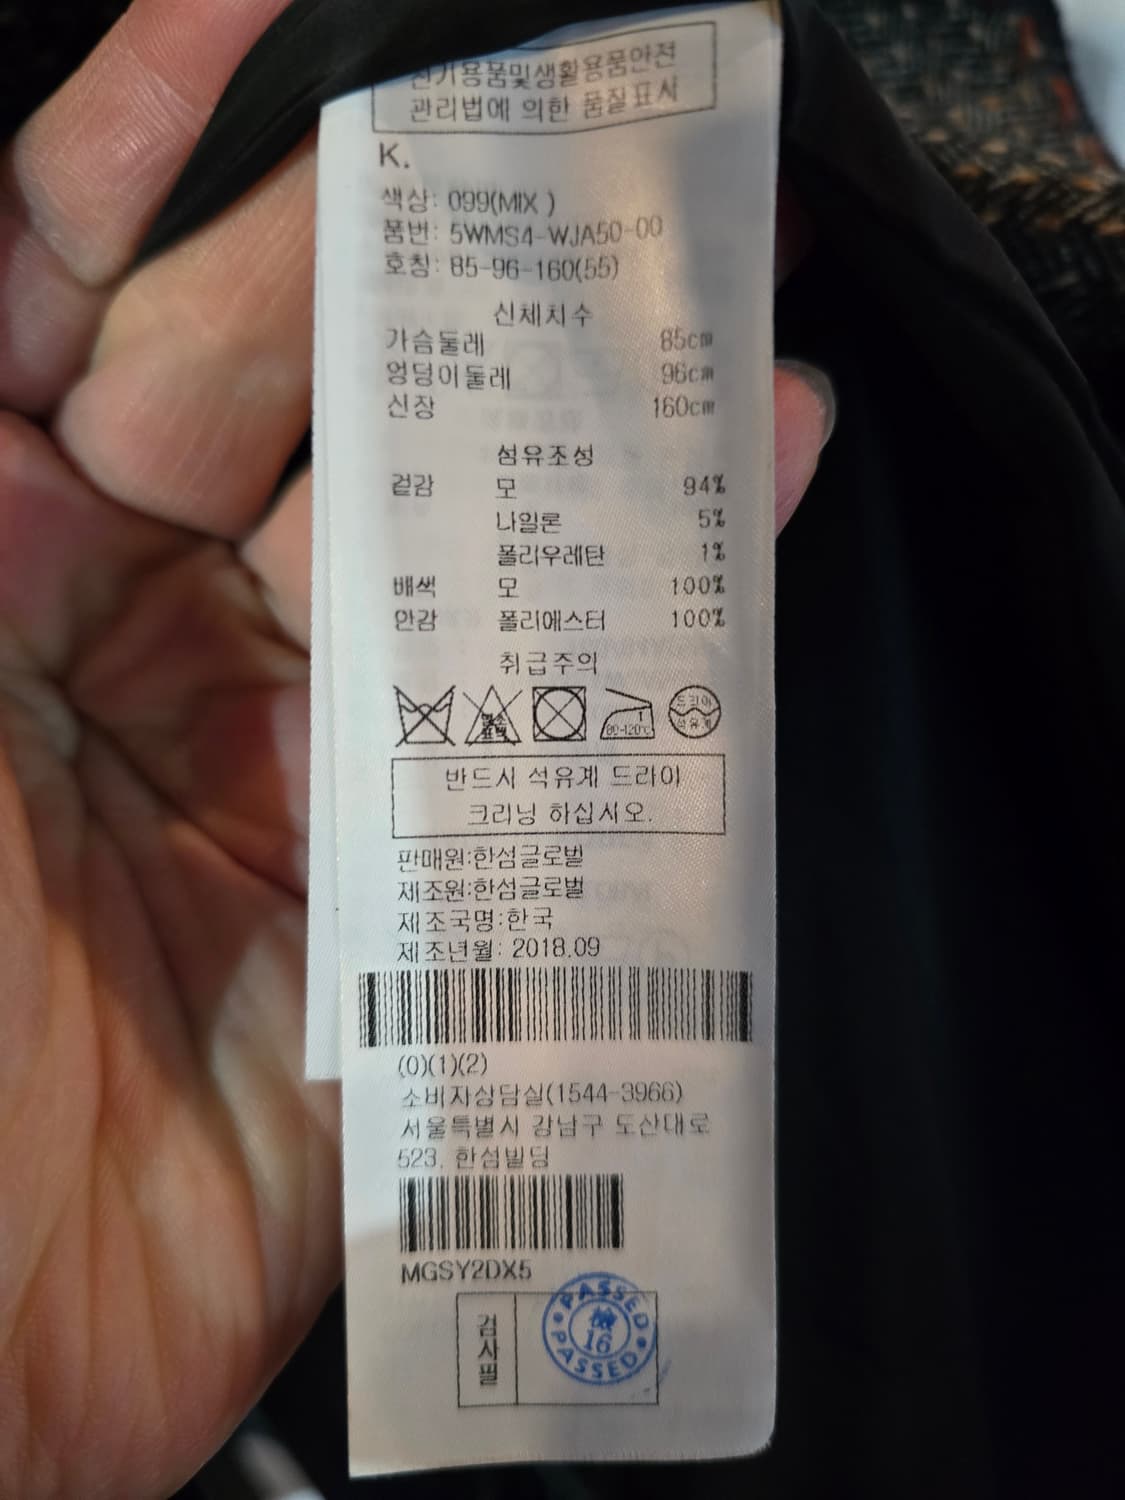 전기용품및생활용품안전
관리법에 의한 품질표시
K.
색상: 099(MIX )
품번: 5WMS4-WJA50-00
호칭: 85-96-160(55)
신체치수
가슴둘레 85cm
엉덩이둘레 96cm
신장 160cm
섬유조성
겉감 모 94%
나일론 5%
폴리우레탄 1%
배색 모 100%
안감 폴리에스터 100%
취급주의
염소 표백 1 80-120℃ 드라이 석유계
반드시 석유계 드라이
크리닝 하십시오.
판매원:한섬글로벌
제조원:한섬글로벌
제조국명:한국
제조년월: 2018.09
(0)(1)(2)
소비자상담실(1544-3966)
서울특별시 강남구 도산대로
523, 한섬빌딩
MGSY2DX5
검사필
PASSED
檢
16
PASSED